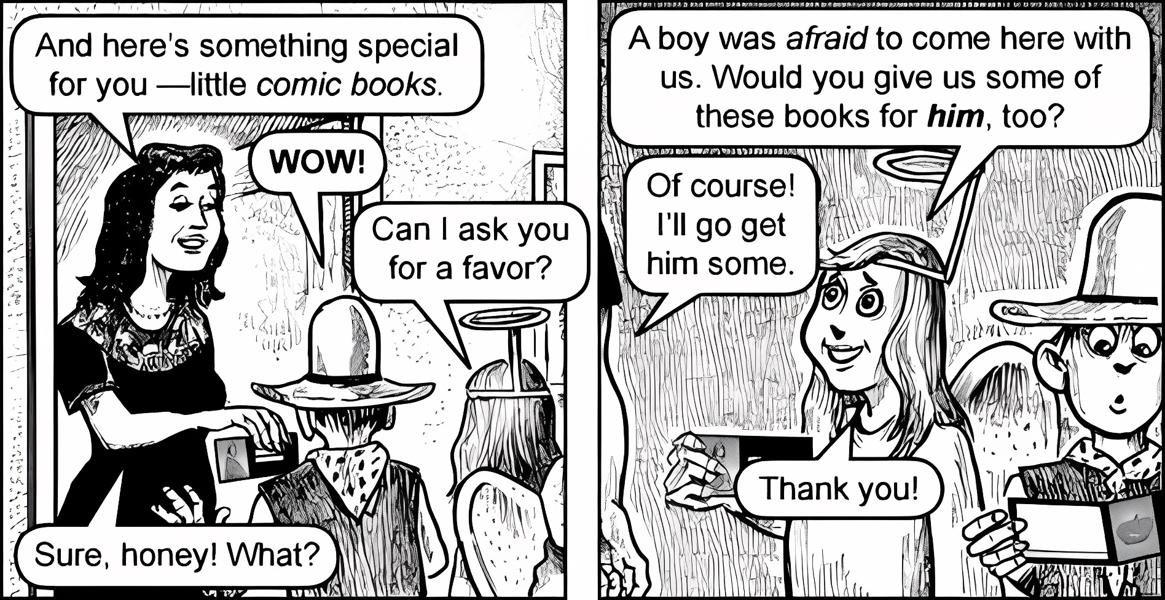 And here's something special
for you —little comic books.
WOW!
Can I ask you
for a favor?
Sure, honey! What?
A boy was afraid to come here with
us. Would you give us some of
these books for him, too?
Of course!
I'll go get
him some.
Thank you!